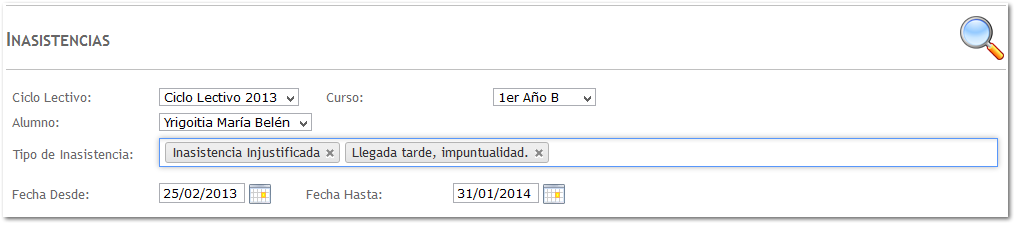 INASISTENCIAS
Ciclo Lectivo: Ciclo Lectivo 2013 Curso: 1er Año B
Alumno: Yrigoitia María Belén
Tipo de Inasistencia: Inasistencia Injustificada × Llegada tarde, impuntualidad. ×
Fecha Desde: 25/02/2013 Fecha Hasta: 31/01/2014